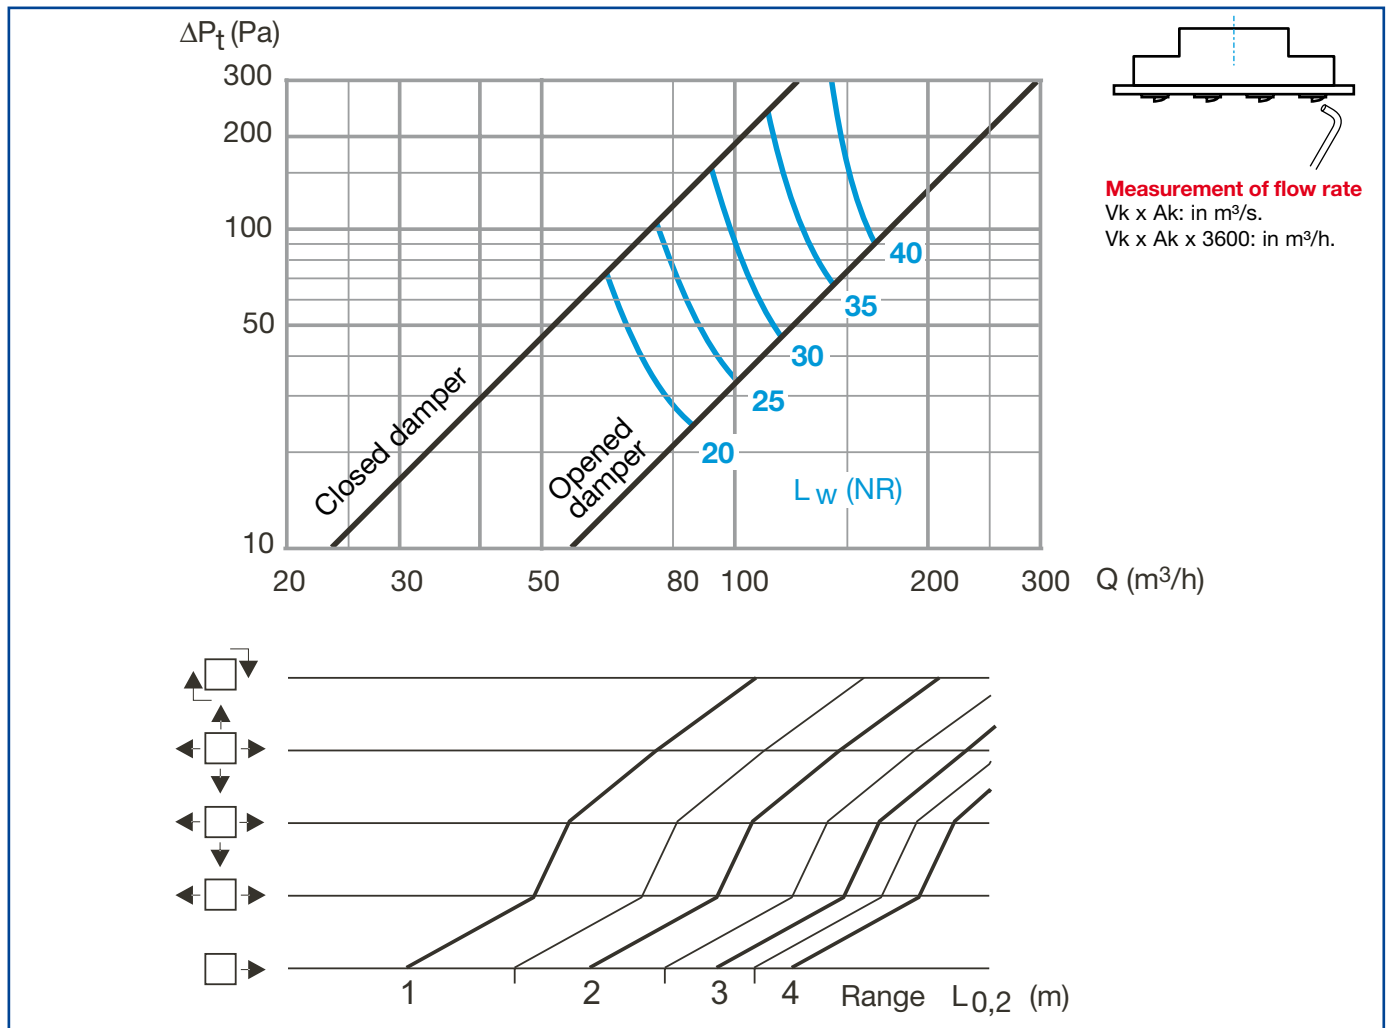 ΔPt (Pa)
300
200
100
50
10
20 30 50 80 100 200 300 Q (m³/h)
Closed damper
Opened
damper
20
25
30
35
40
Lw (NR)
Measurement of flow rate
Vk x Ak: in m³/s.
Vk x Ak x 3600: in m³/h.
1 2 3 4 Range L0,2 (m)